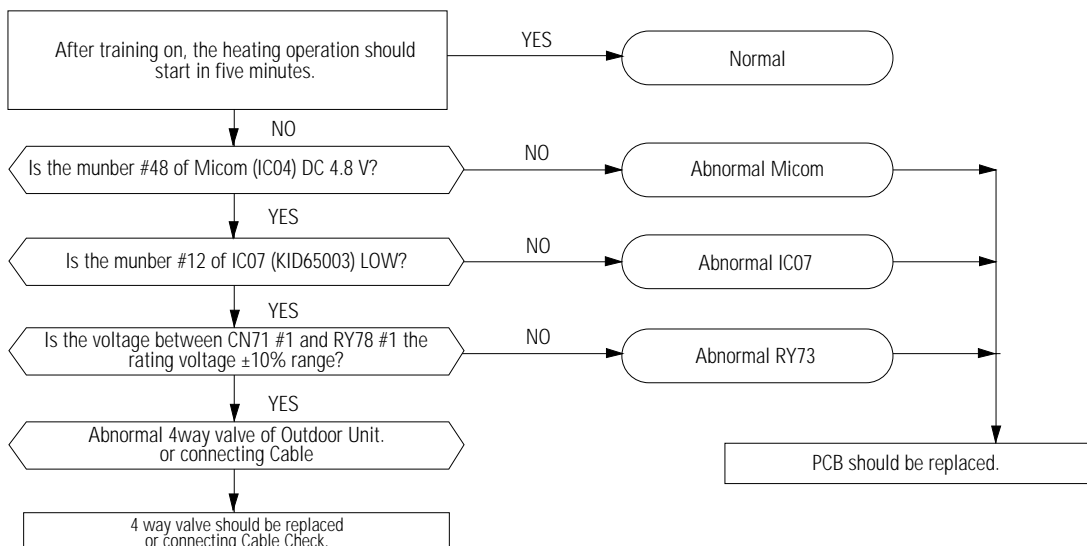 After training on, the heating operation should
start in five minutes.
YES
Normal
NO
Is the munber #48 of Micom (IC04) DC 4.8 V?
NO
Abnormal Micom
YES
Is the munber #12 of IC07 (KID65003) LOW?
NO
Abnormal IC07
YES
Is the voltage between CN71 #1 and RY78 #1 the
rating voltage ±10% range?
NO
Abnormal RY73
YES
Abnormal 4way valve of Outdoor Unit.
or connecting Cable
PCB should be replaced.
4 way valve should be replaced
or connecting Cable Check.